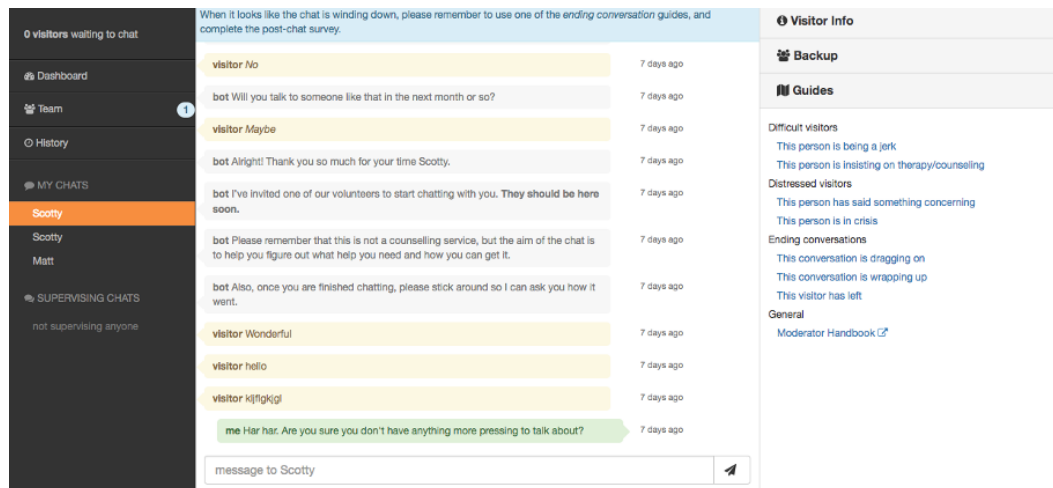 0 visitors waiting to chat
Dashboard
Team
1
History
MY CHATS
Scotty
Scotty
Matt
SUPERVISING CHATS
not supervising anyone
When it looks like the chat is winding down, please remember to use one of the ending conversation guides, and
complete the post-chat survey.
visitor No
7 days ago
bot Will you talk to someone like that in the next month or so?
7 days ago
visitor Maybe
7 days ago
bot Alright! Thank you so much for your time Scotty.
7 days ago
bot I've invited one of our volunteers to start chatting with you. They should be here
soon.
7 days ago
bot Please remember that this is not a counselling service, but the aim of the chat is
to help you figure out what help you need and how you can get it.
7 days ago
bot Also, once you are finished chatting, please stick around so I can ask you how it
went.
7 days ago
visitor Wonderful
7 days ago
visitor hello
7 days ago
visitor kljflgkjgl
7 days ago
me Har har. Are you sure you don't have anything more pressing to talk about?
7 days ago
message to Scotty
Visitor Info
Backup
Guides
Difficult visitors
This person is being a jerk
This person is insisting on therapy/counseling
Distressed visitors
This person has said something concerning
This person is in crisis
Ending conversations
This conversation is dragging on
This conversation is wrapping up
This visitor has left
General
Moderator Handbook